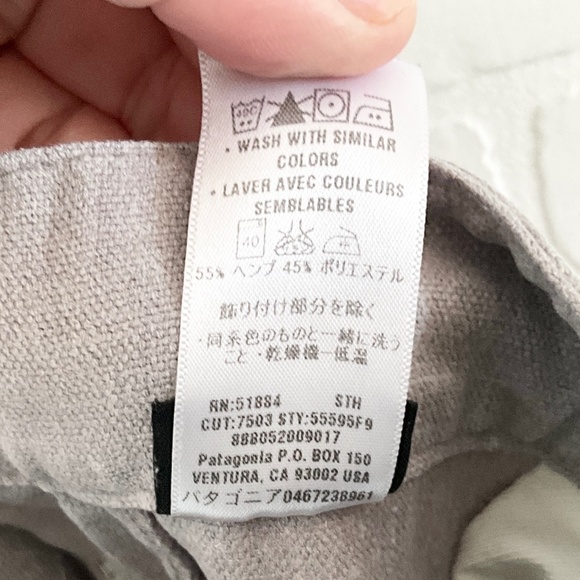 40C
• WASH WITH SIMILAR
COLORS
• LAVER AVEC COULEURS
SEMBLABLES
40
55% ヘンプ 45% ポリエステル
飾り付け部分を除く
・同系色のものと一緒に洗う
こと・乾燥機-低温
RN:51884 STH
CUT:7503 STY:55595F9
888052009017
Patagonia P.O. BOX 150
VENTURA, CA 93002 USA
パタゴニア0467238961